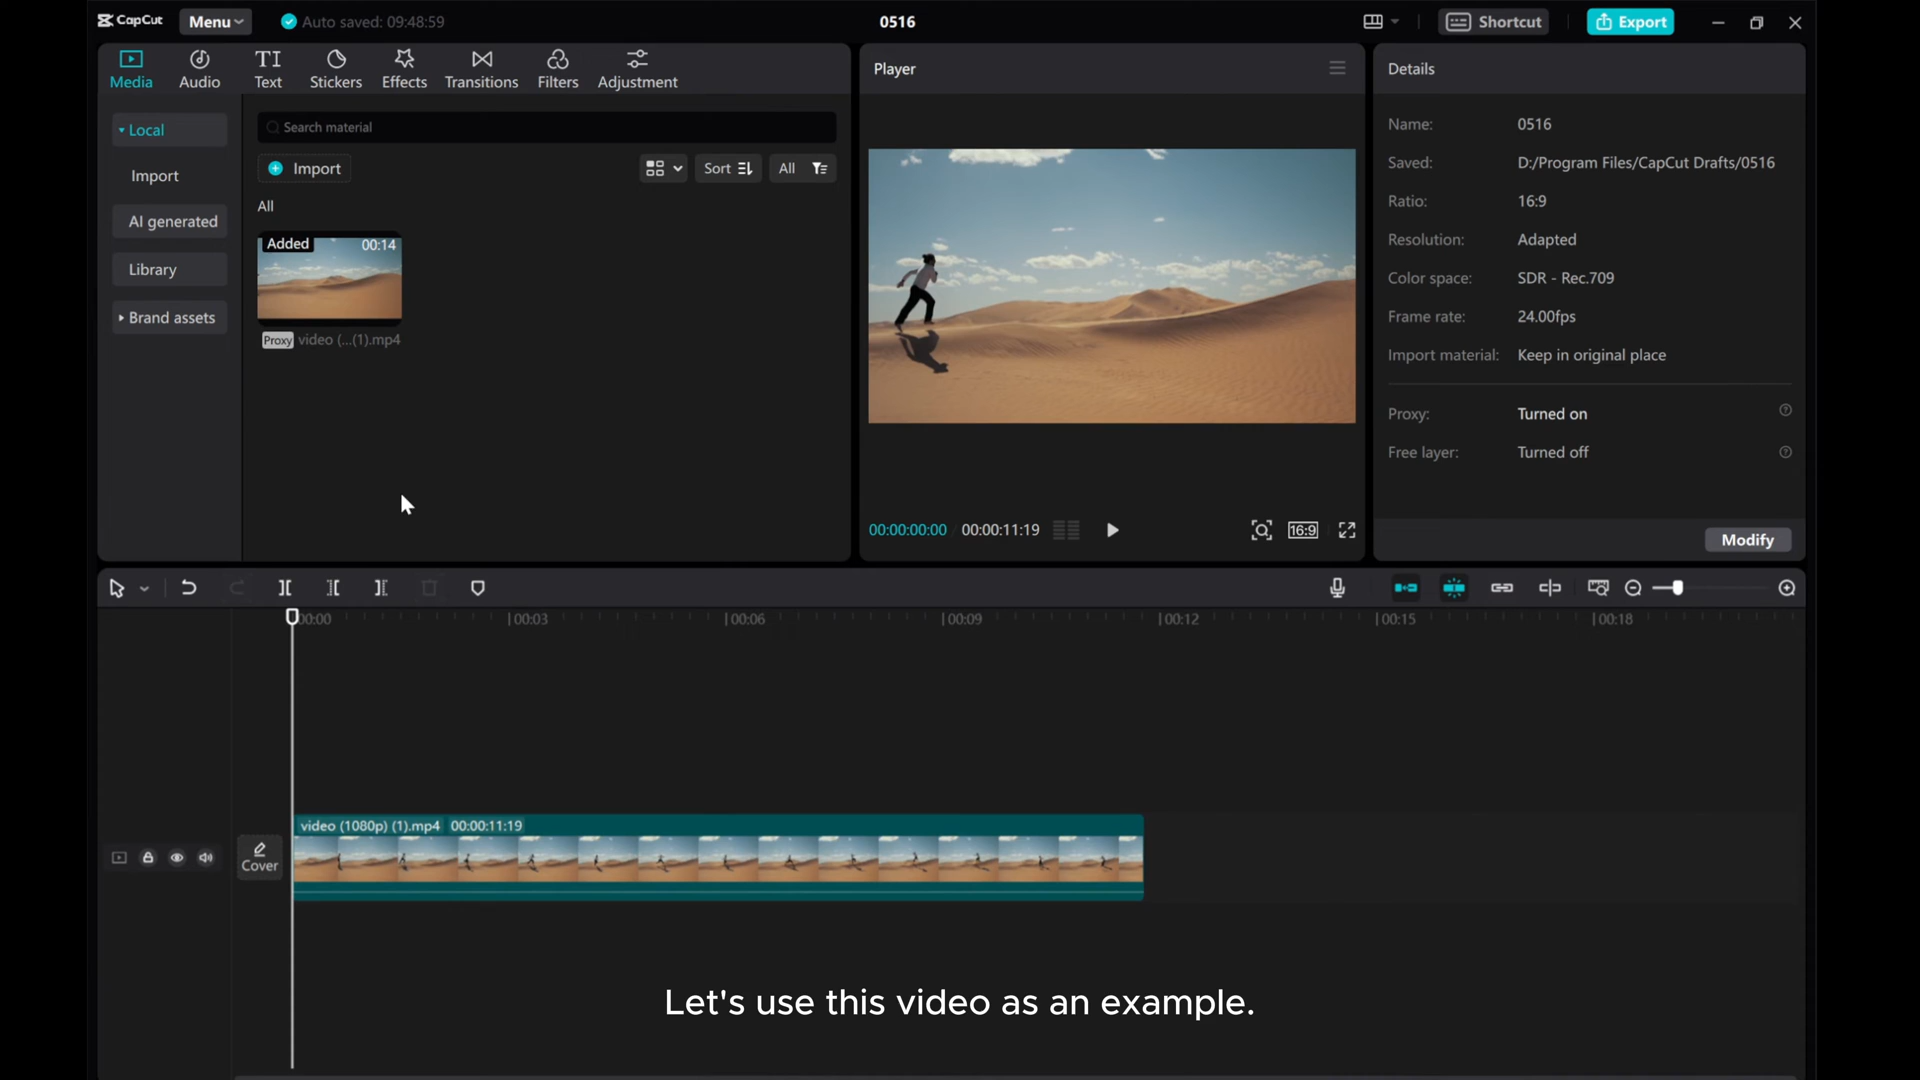 CapCut
Menu
Auto saved: 09:48:59
0516
Shortcut
Export
Media
Audio
TI
Text
Stickers
Effects
Transitions
Filters
Adjustment
Player
Details
Local
Import
AI generated
Library
Brand assets
Search material
Import
Sort
All
All
Added
00:14
Proxy
video (...(1).mp4
Name:
0516
Saved:
D:/Program Files/CapCut Drafts/0516
Ratio:
16:9
Resolution:
Adapted
Color space:
SDR - Rec.709
Frame rate:
24.00fps
Import material:
Keep in original place
Proxy:
Turned on
Free layer:
Turned off
Modify
00:00:00:00
00:00:11:19
16:9
00:00
00:03
00:06
00:09
00:12
00:15
00:18
video (1080p) (1).mp4
00:00:11:19
Cover
Let's use this video as an example.